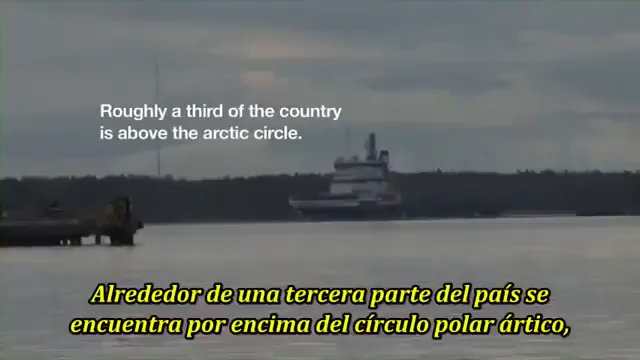 Roughly a third of the country
is above the arctic circle.
Alrededor de una tercera parte del país se
encuentra por encima del círculo polar ártico,